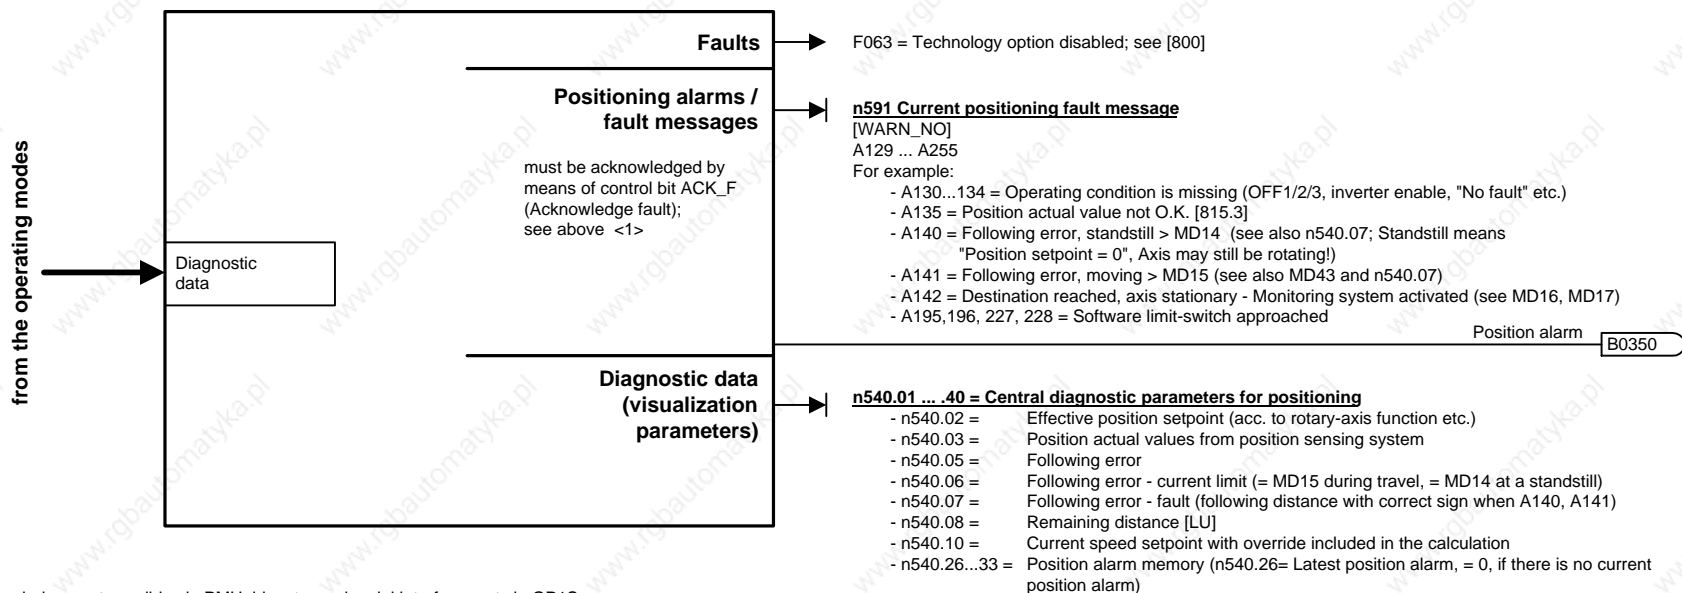 from the operating modes
Diagnostic
data
Faults
Positioning alarms /
fault messages
must be acknowledged by
means of control bit ACK_F
(Acknowledge fault);
see above <1>
Diagnostic data
(visualization
parameters)
F063 = Technology option disabled; see [800]
n591 Current positioning fault message
[WARN_NO]
A129 ... A255
For example:
- A130...134 = Operating condition is missing (OFF1/2/3, inverter enable, "No fault" etc.)
- A135 = Position actual value not O.K. [815.3]
- A140 = Following error, standstill > MD14 (see also n540.07; Standstill means
"Position setpoint = 0", Axis may still be rotating!)
- A141 = Following error, moving > MD15 (see also MD43 and n540.07)
- A142 = Destination reached, axis stationary - Monitoring system activated (see MD16, MD17)
- A195,196, 227, 228 = Software limit-switch approached
Position alarm
B0350
n540.01 ... .40 = Central diagnostic parameters for positioning
- n540.02 = Effective position setpoint (acc. to rotary-axis function etc.)
- n540.03 = Position actual values from position sensing system
- n540.05 = Following error
- n540.06 = Following error - current limit (= MD15 during travel, = MD14 at a standstill)
- n540.07 = Following error - fault (following distance with correct sign when A140, A141)
- n540.08 = Remaining distance [LU]
- n540.10 = Current speed setpoint with override included in the calculation
- n540.26...33 = Position alarm memory (n540.26= Latest position alarm, = 0, if there is no current
position alarm)
www.rgbautomatyka.pl